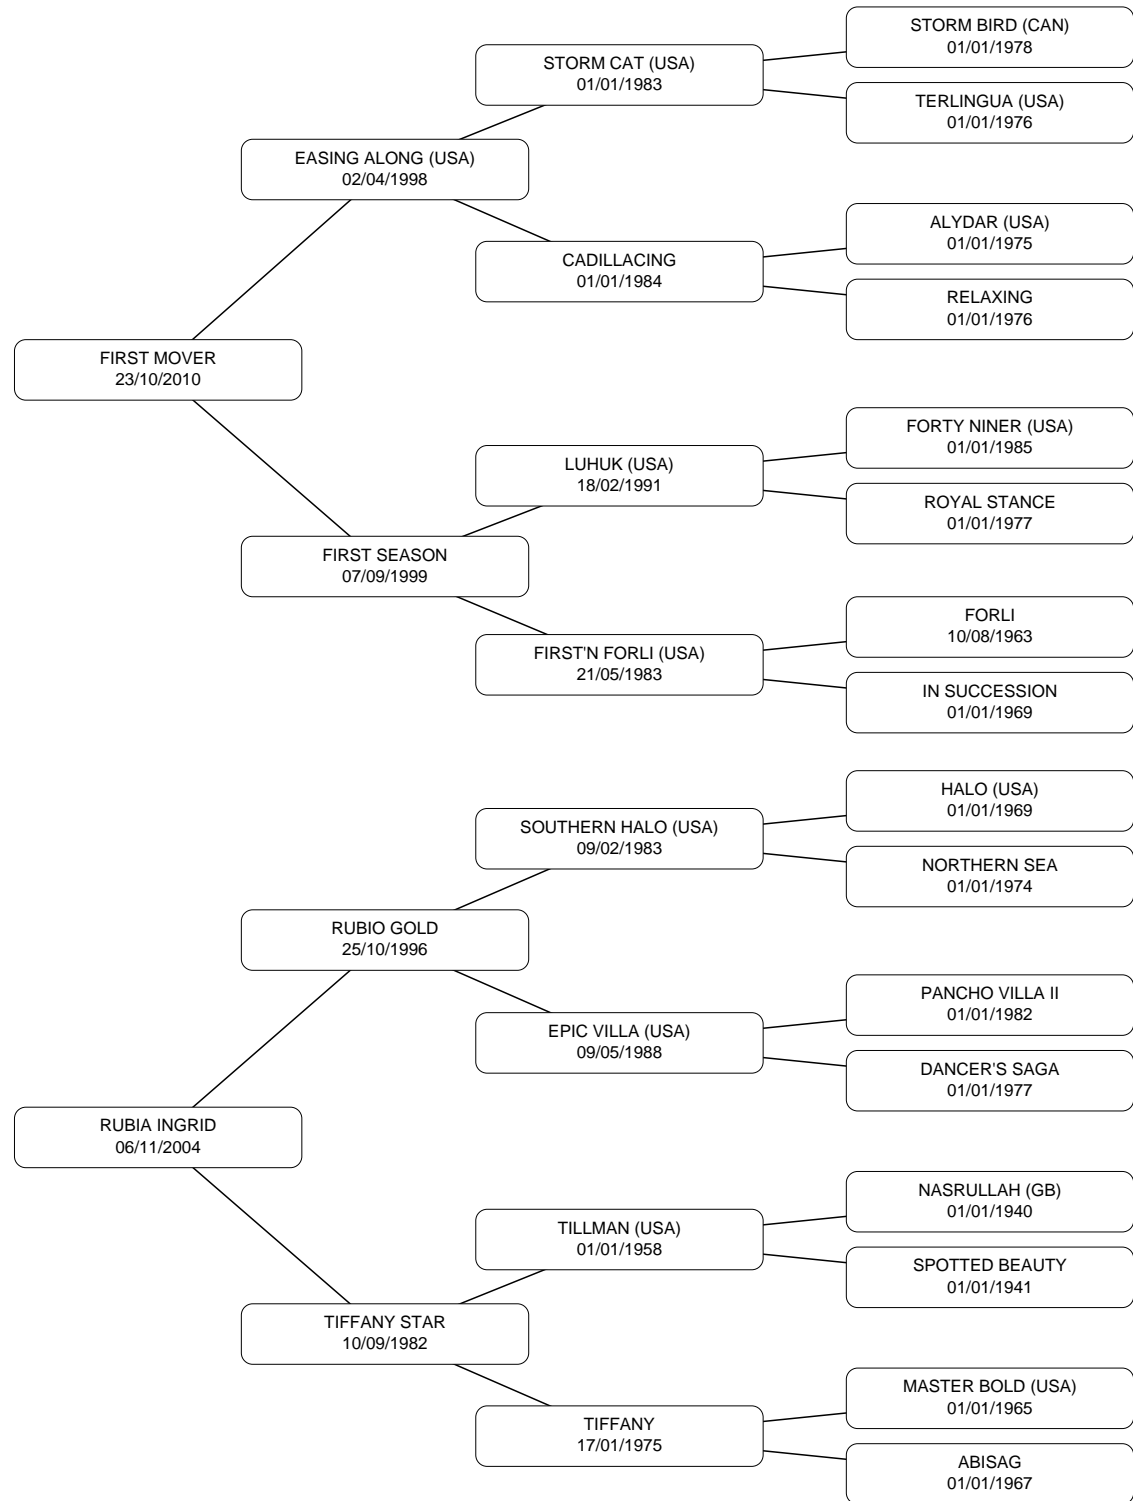 STORM BIRD (CAN)
01/01/1978
STORM CAT (USA)
01/01/1983
TERLINGUA (USA)
01/01/1976
EASING ALONG (USA)
02/04/1998
ALYDAR (USA)
01/01/1975
CADILLACING
01/01/1984
RELAXING
01/01/1976
FIRST MOVER
23/10/2010
FORTY NINER (USA)
01/01/1985
LUHUK (USA)
18/02/1991
ROYAL STANCE
01/01/1977
FIRST SEASON
07/09/1999
FORLI
10/08/1963
FIRST'N FORLI (USA)
21/05/1983
IN SUCCESSION
01/01/1969
HALO (USA)
01/01/1969
SOUTHERN HALO (USA)
09/02/1983
NORTHERN SEA
01/01/1974
RUBIO GOLD
25/10/1996
PANCHO VILLA II
01/01/1982
EPIC VILLA (USA)
09/05/1988
DANCER'S SAGA
01/01/1977
RUBIA INGRID
06/11/2004
NASRULLAH (GB)
01/01/1940
TILLMAN (USA)
01/01/1958
SPOTTED BEAUTY
01/01/1941
TIFFANY STAR
10/09/1982
MASTER BOLD (USA)
01/01/1965
TIFFANY
17/01/1975
ABISAG
01/01/1967